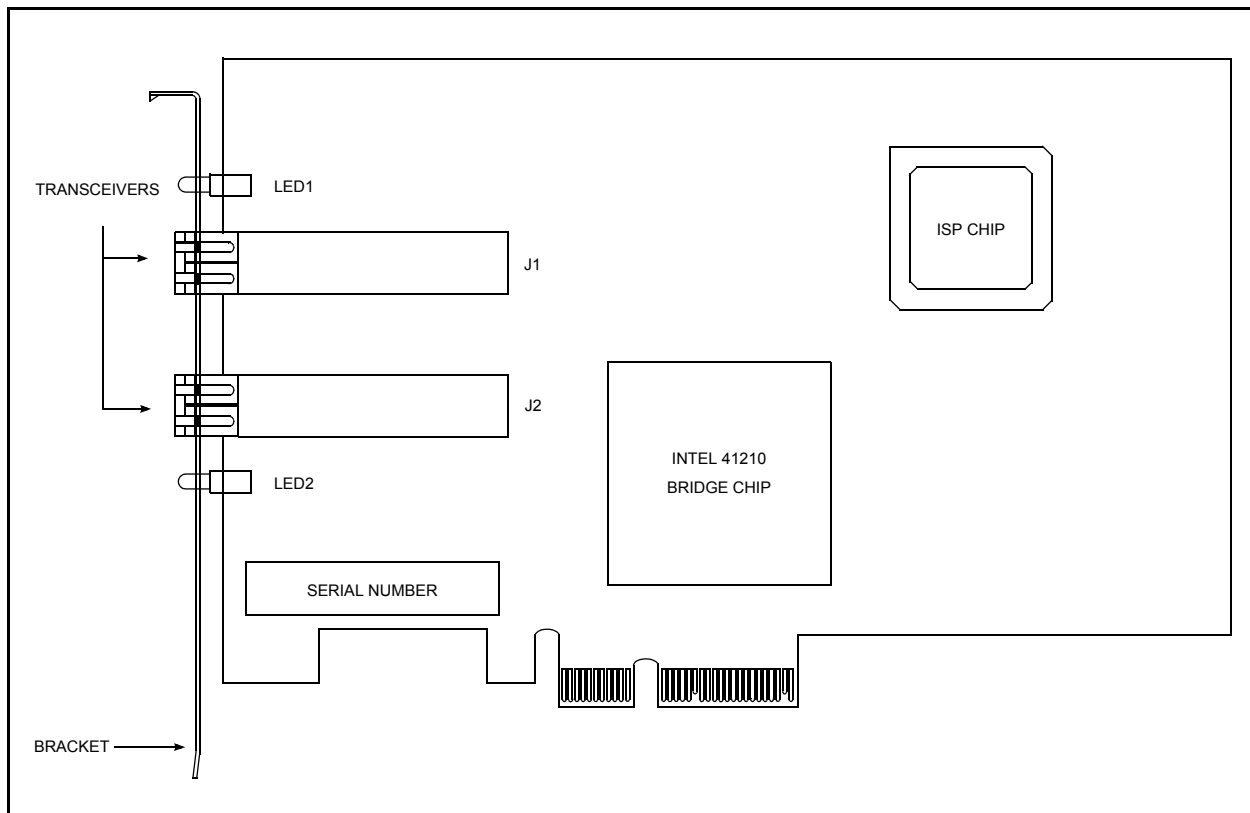 TRANSCEIVERS
LED1
ISP CHIP
J1
J2
INTEL 41210
BRIDGE CHIP
LED2
SERIAL NUMBER
BRACKET